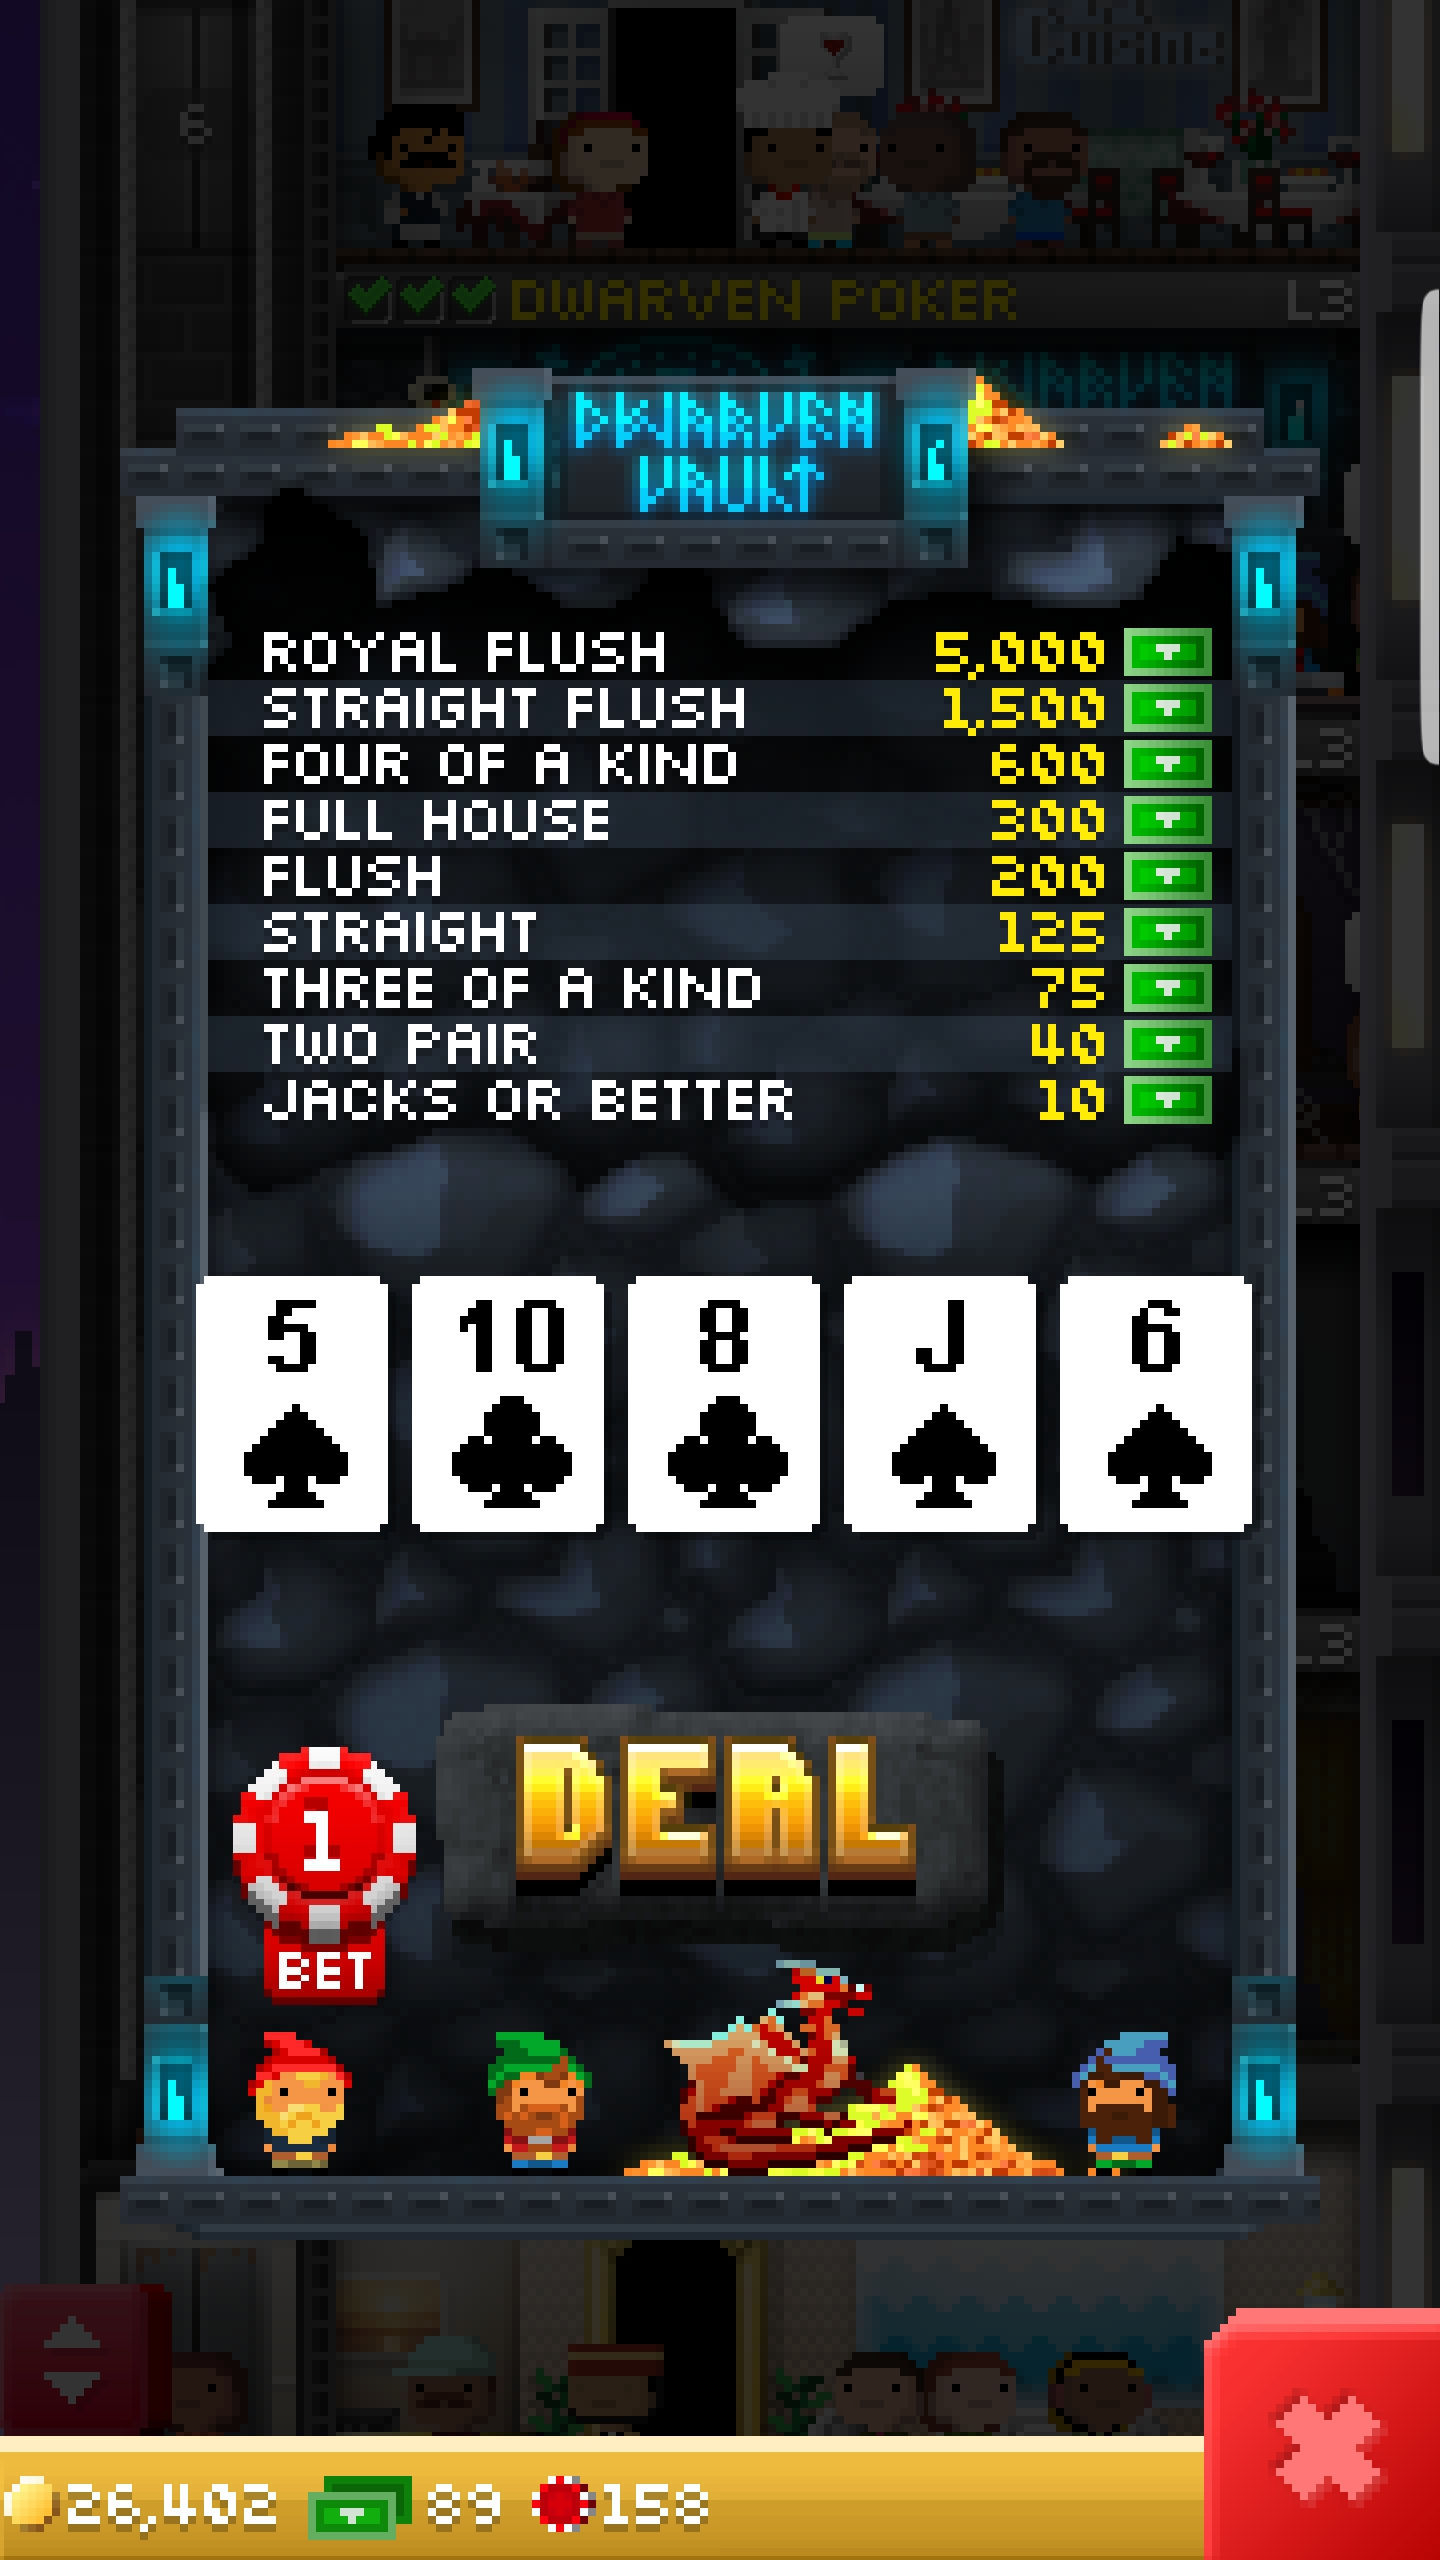 Cuisine
6
DWARVEN POKER L3
DWARVEN
VAULT
ROYAL FLUSH 5,000
STRAIGHT FLUSH 1,500
FOUR OF A KIND 600
FULL HOUSE 300
FLUSH 200
STRAIGHT 125
THREE OF A KIND 75
TWO PAIR 40
JACKS OR BETTER 10
5 10 8 J 6
DEAL
1
BET
26,402 89 158